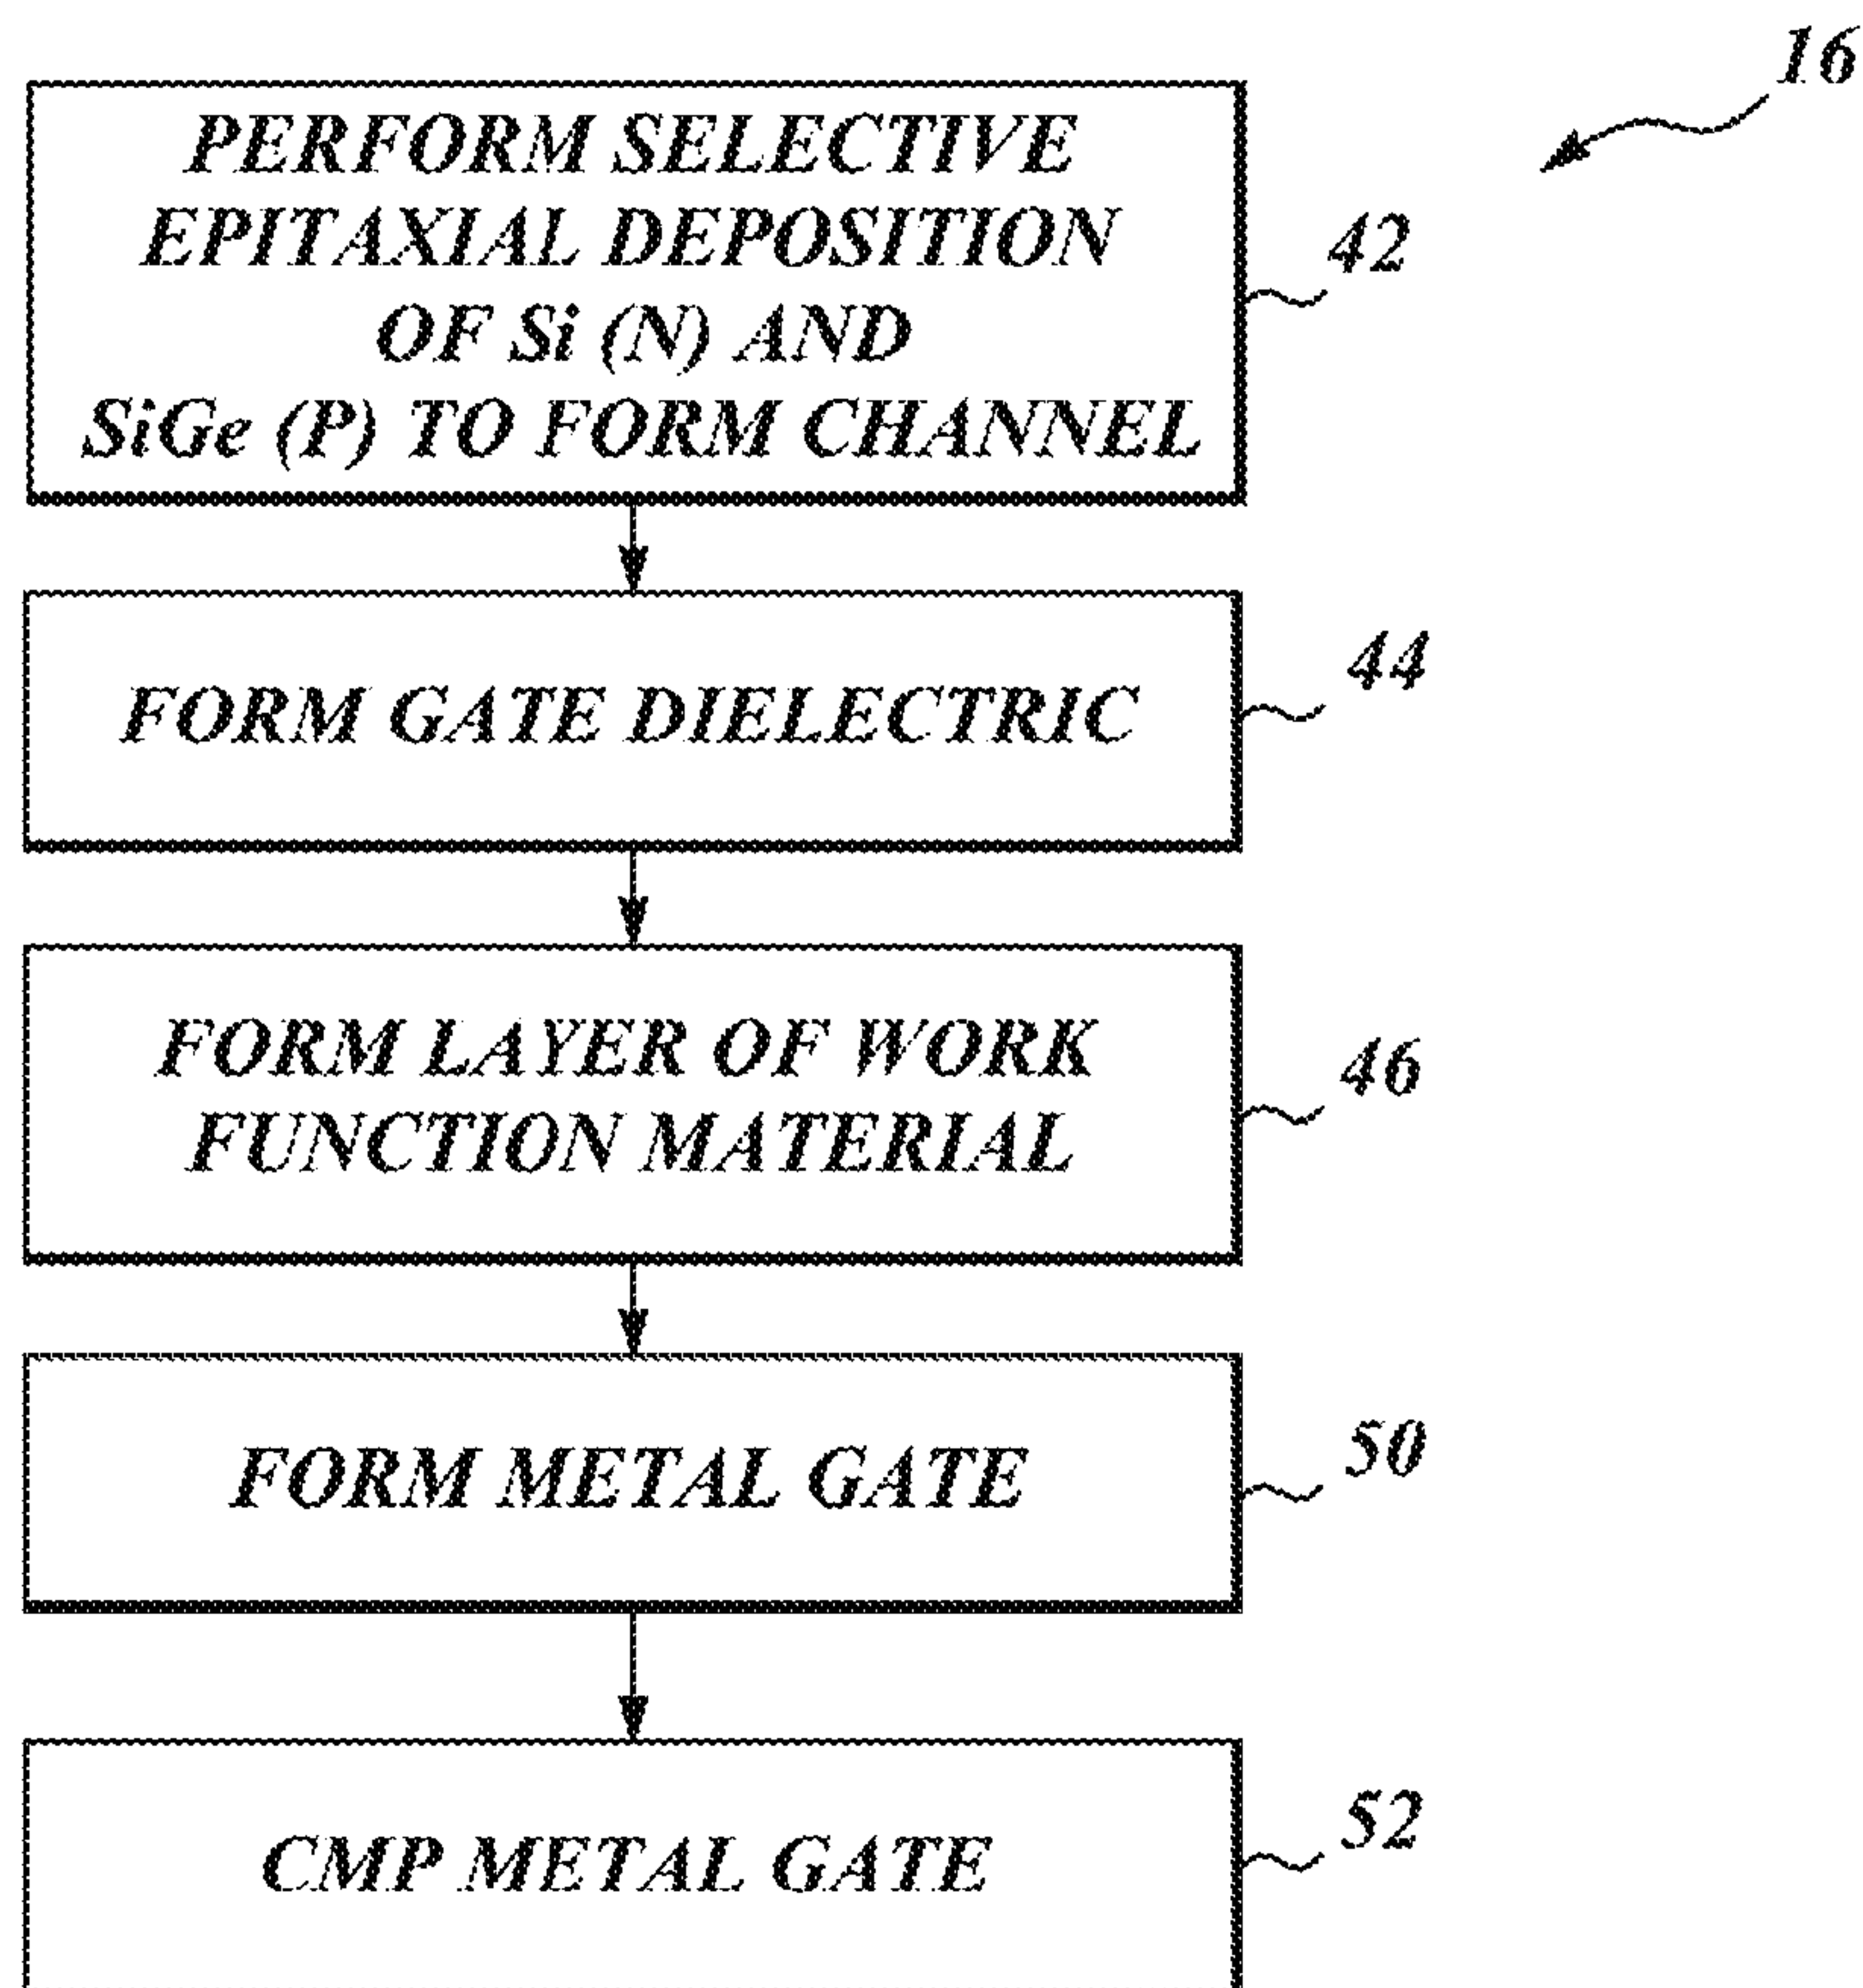 16
PERFORM SELECTIVE
EPITAXIAL DEPOSITION
OF Si (N) AND
SiGe (P) TO FORM CHANNEL
42
FORM GATE DIELECTRIC
44
FORM LAYER OF WORK
FUNCTION MATERIAL
46
FORM METAL GATE
50
CMP METAL GATE
52